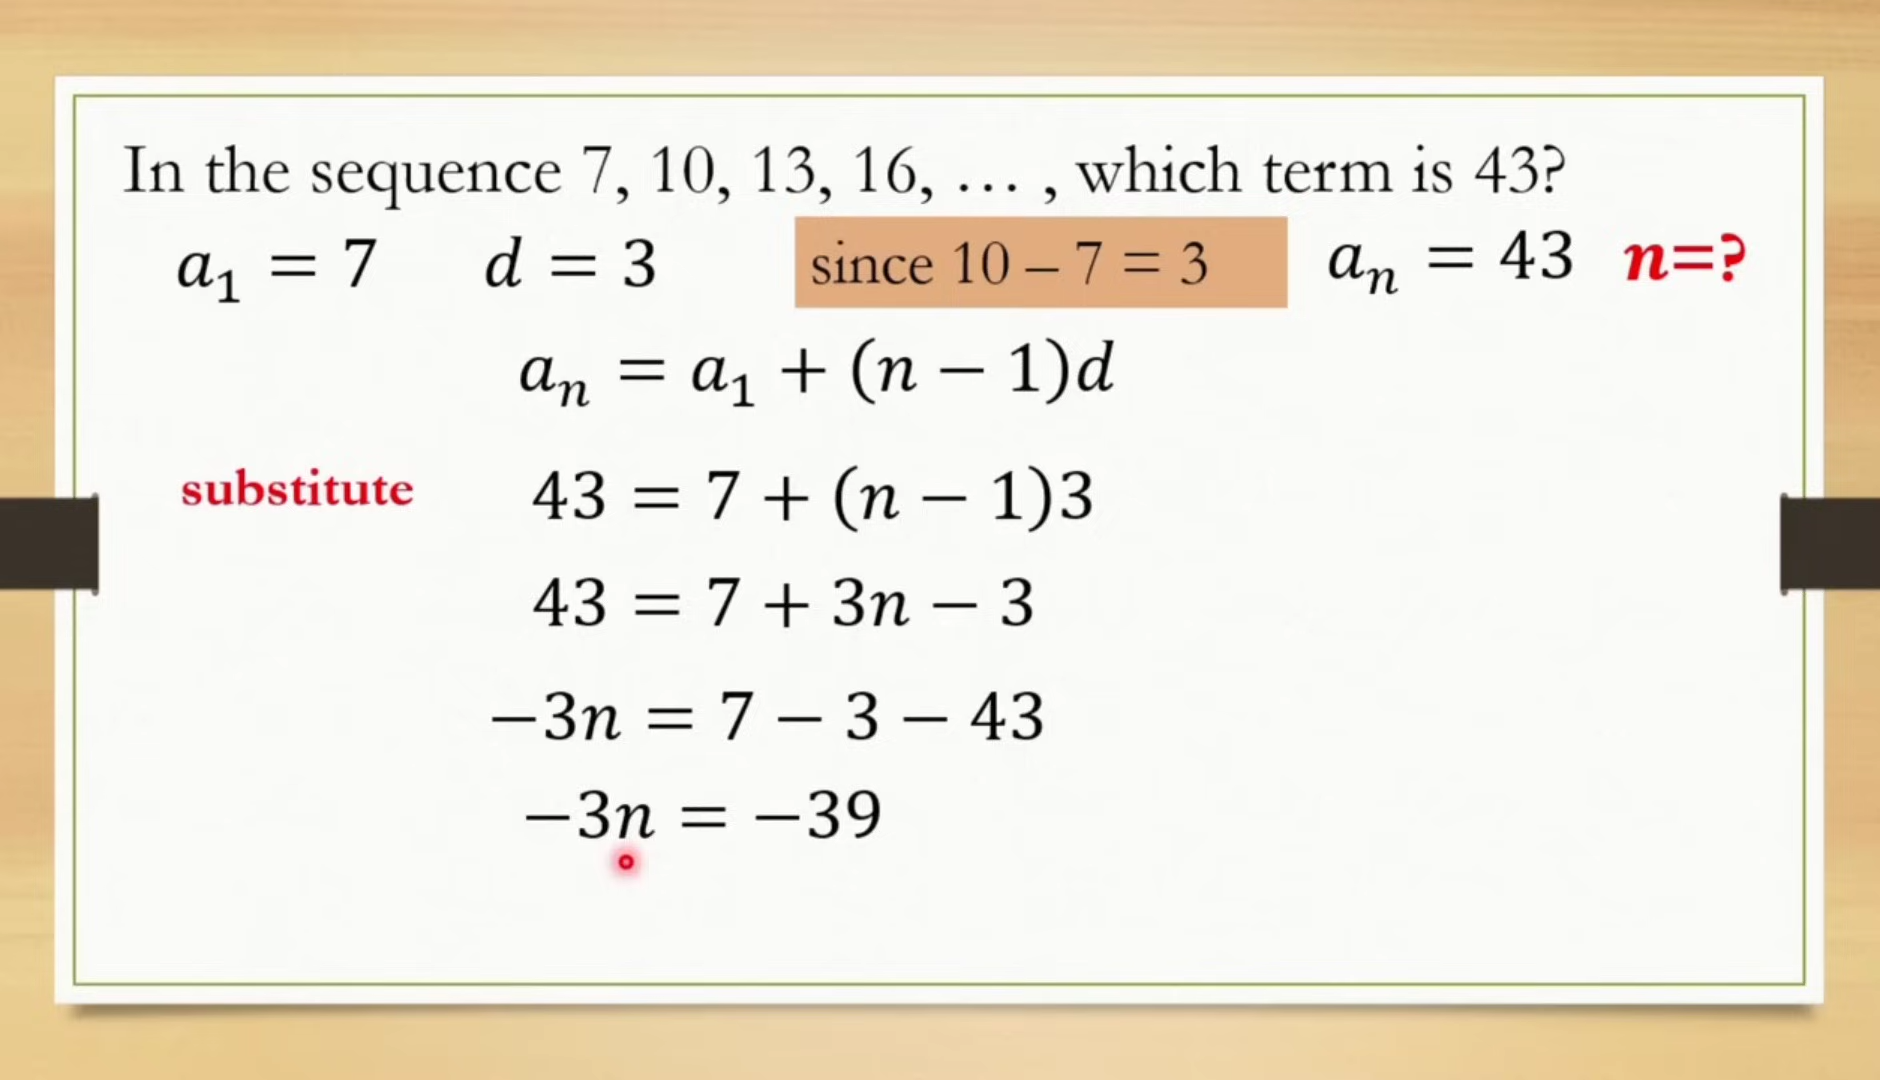 In the sequence 7, 10, 13, 16, … , which term is 43?
a₁ = 7 d = 3 since 10 – 7 = 3 aₙ = 43 n=?
aₙ = a₁ + (n − 1)d
substitute 43 = 7 + (n − 1)3
43 = 7 + 3n − 3
−3n = 7 − 3 − 43
−3n = −39